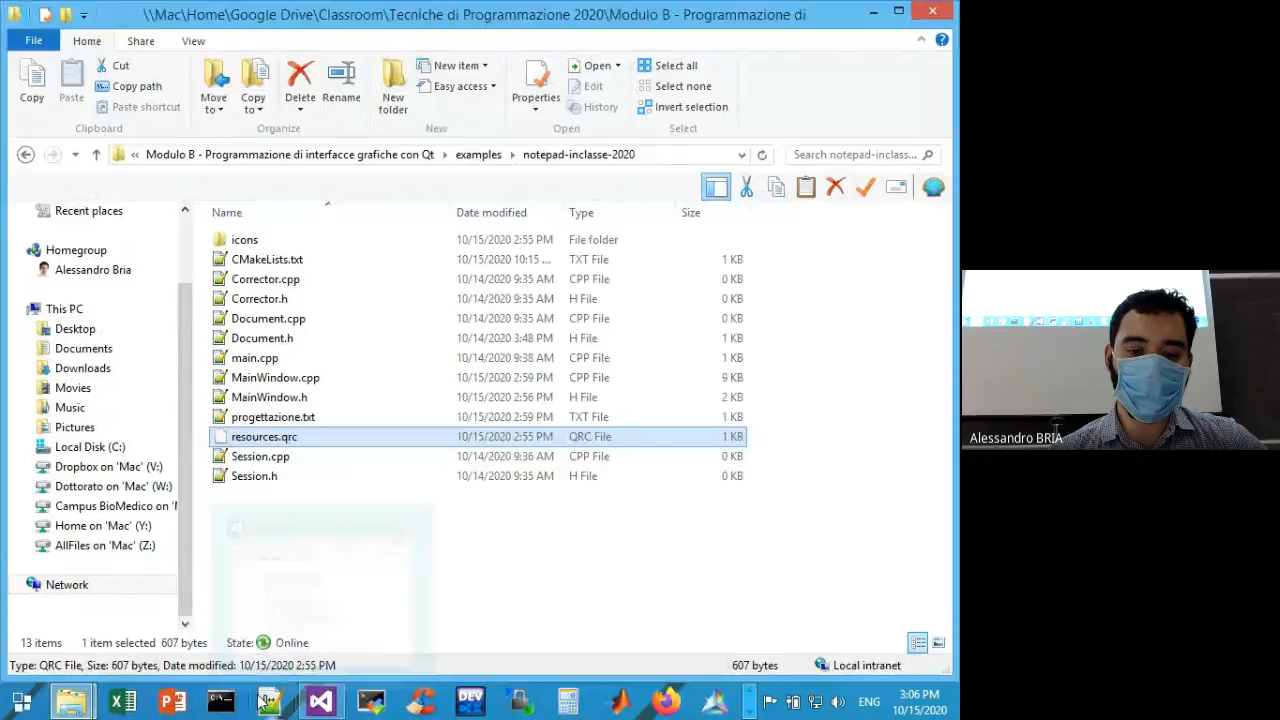 \\Mac\Home\Google Drive\Classroom\Tecniche di Programmazione 2020\Modulo B - Programmazione di
File Home Share View
Copy Paste Cut
Copy path
Paste shortcut
Clipboard
Move to Copy to Delete Rename
Organize
New folder New item
Easy access
New
Properties Open
Edit
History
Open
Select all
Select none
Invert selection
Select
« Modulo B - Programmazione di interfacce grafiche con Qt examples notepad-inclasse-2020
Search notepad-inclass...
Recent places
Homegroup
Alessandro Bria
This PC
Desktop
Documents
Downloads
Movies
Music
Pictures
Local Disk (C:)
Dropbox on 'Mac' (V:)
Dottorato on 'Mac' (W:)
Campus BioMedico on '
Home on 'Mac' (Y:)
AllFiles on 'Mac' (Z:)
Network
Name Date modified Type Size
icons 10/15/2020 2:55 PM File folder
CMakeLists.txt 10/15/2020 10:15 ... TXT File 1 KB
Corrector.cpp 10/14/2020 9:35 AM CPP File 0 KB
Corrector.h 10/14/2020 9:35 AM H File 0 KB
Document.cpp 10/14/2020 9:35 AM CPP File 0 KB
Document.h 10/14/2020 3:48 PM H File 1 KB
main.cpp 10/14/2020 9:38 AM CPP File 1 KB
MainWindow.cpp 10/15/2020 2:59 PM CPP File 9 KB
MainWindow.h 10/15/2020 2:56 PM H File 2 KB
progettazione.txt 10/15/2020 2:59 PM TXT File 1 KB
resources.qrc 10/15/2020 2:55 PM QRC File 1 KB
Session.cpp 10/14/2020 9:36 AM CPP File 0 KB
Session.h 10/14/2020 9:35 AM H File 0 KB
13 items 1 item selected 607 bytes State: Online
Type: QRC File, Size: 607 bytes, Date modified: 10/15/2020 2:55 PM 607 bytes Local intranet
DEV
ENG
3:06 PM
10/15/2020
Alessandro BRIA